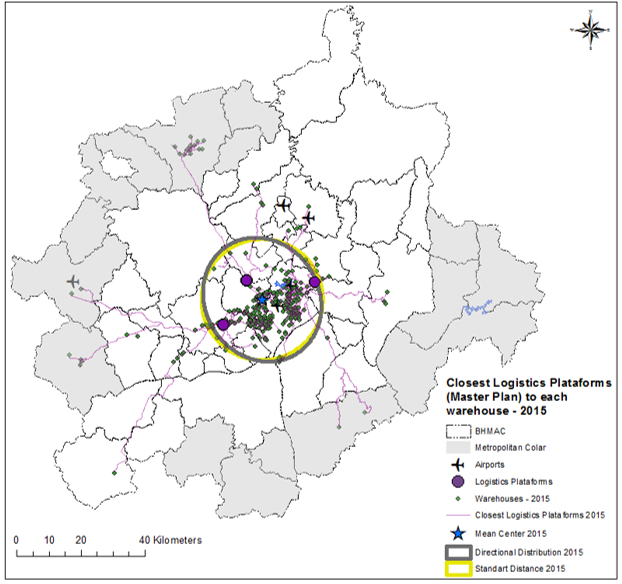 Closest Logistics Plataforms
(Master Plan) to each
warehouse - 2015
BHMAC
Metropolitan Colar
Airports
Logistics Plataforms
Warehouses - 2015
Closest Logistics Plataforms 2015
Mean Center 2015
Directional Distribution 2015
Standart Distance 2015
0 10 20 40 Kilometers